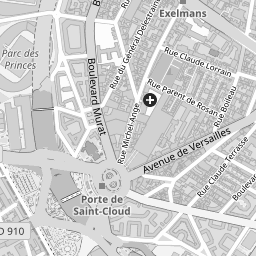 Exelmans
Parc des
Princes
Rue du Général Delestraint
Rue Claude Lorrain
Boulevard Murat
Rue Parent de Rosan
Rue Michel-Ange
Rue Boileau
Avenue de Versailles
Rue Claude Terrasse
Porte de
Saint-Cloud
D 910